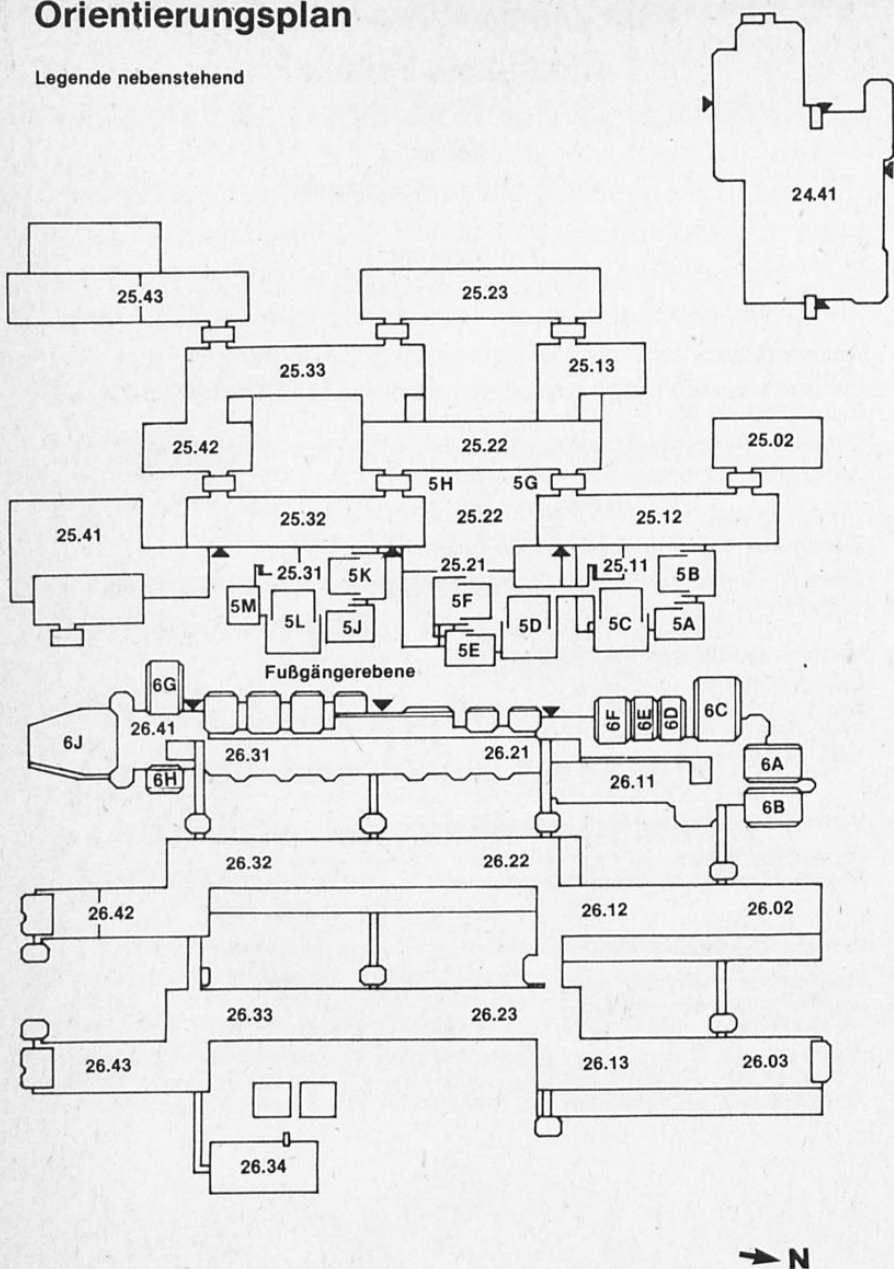 Orientierungsplan
Legende nebenstehend
24.41
25.43
25.23
25.33
25.13
25.42
25.22
25.02
5H
5G
25.41
25.32
25.22
25.12
25.31
5K
25.21
25.11
5B
5M
5L
5J
5F
5E
5D
5C
5A
Fußgängerebene
6G
6J
26.41
6H
26.31
26.21
6F
6E
6D
6C
26.11
6A
6B
26.32
26.22
26.42
26.12
26.02
26.33
26.23
26.43
26.13
26.03
26.34
N